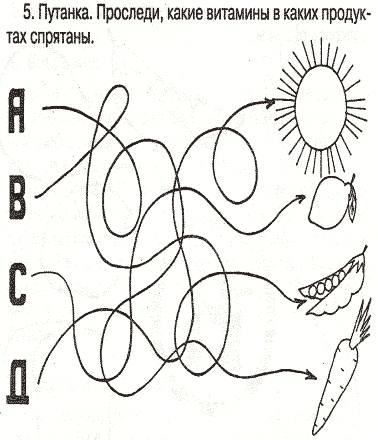 5. Путанка. Проследи, какие витамины в каких продук-
тах спрятаны.
А
В
С
Д